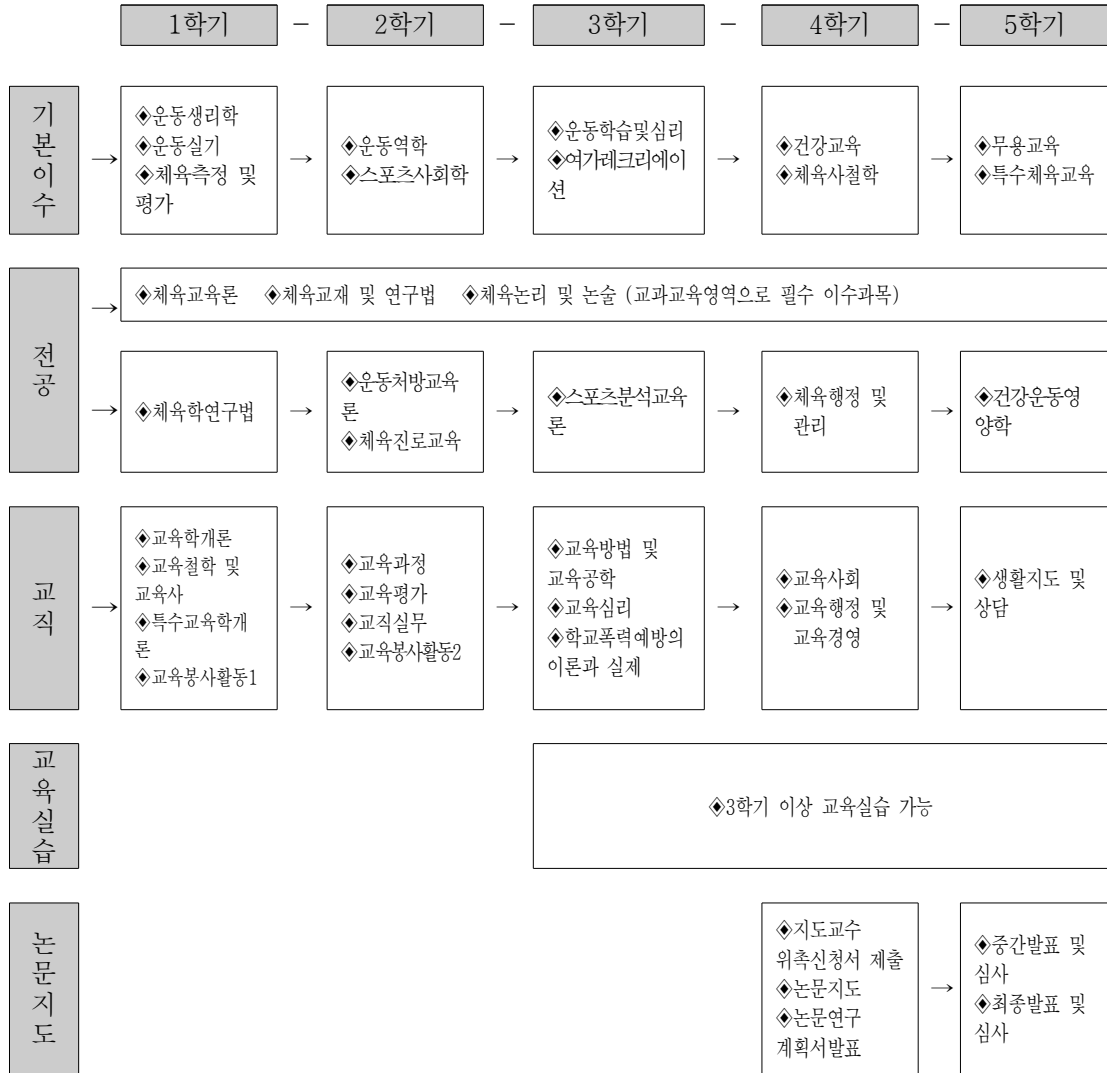 1학기 – 2학기 – 3학기 – 4학기 – 5학기
기본이수
→
◈운동생리학
◈운동실기
◈체육측정 및
평가
→
◈운동역학
◈스포츠사회학
→
◈운동학습및심리
◈여가레크리에이
션
→
◈건강교육
◈체육사철학
→
◈무용교육
◈특수체육교육
전공
→
◈체육교육론 ◈체육교재 및 연구법 ◈체육논리 및 논술 (교과교육영역으로 필수 이수과목)
→
◈체육학연구법
→
◈운동처방교육
론
◈체육진로교육
→
◈스포츠분석교육
론
→
◈체육행정 및
관리
→
◈건강운동영
양학
교직
→
◈교육학개론
◈교육철학 및
교육사
◈특수교육학개
론
◈교육봉사활동1
→
◈교육과정
◈교육평가
◈교직실무
◈교육봉사활동2
→
◈교육방법 및
교육공학
◈교육심리
◈학교폭력예방의
이론과 실제
→
◈교육사회
◈교육행정 및
교육경영
→
◈생활지도 및
상담
교육실습
◈3학기 이상 교육실습 가능
논문지도
◈지도교수
위촉신청서 제출
◈논문지도
◈논문연구
계획서발표
→
◈중간발표 및
심사
◈최종발표 및
심사